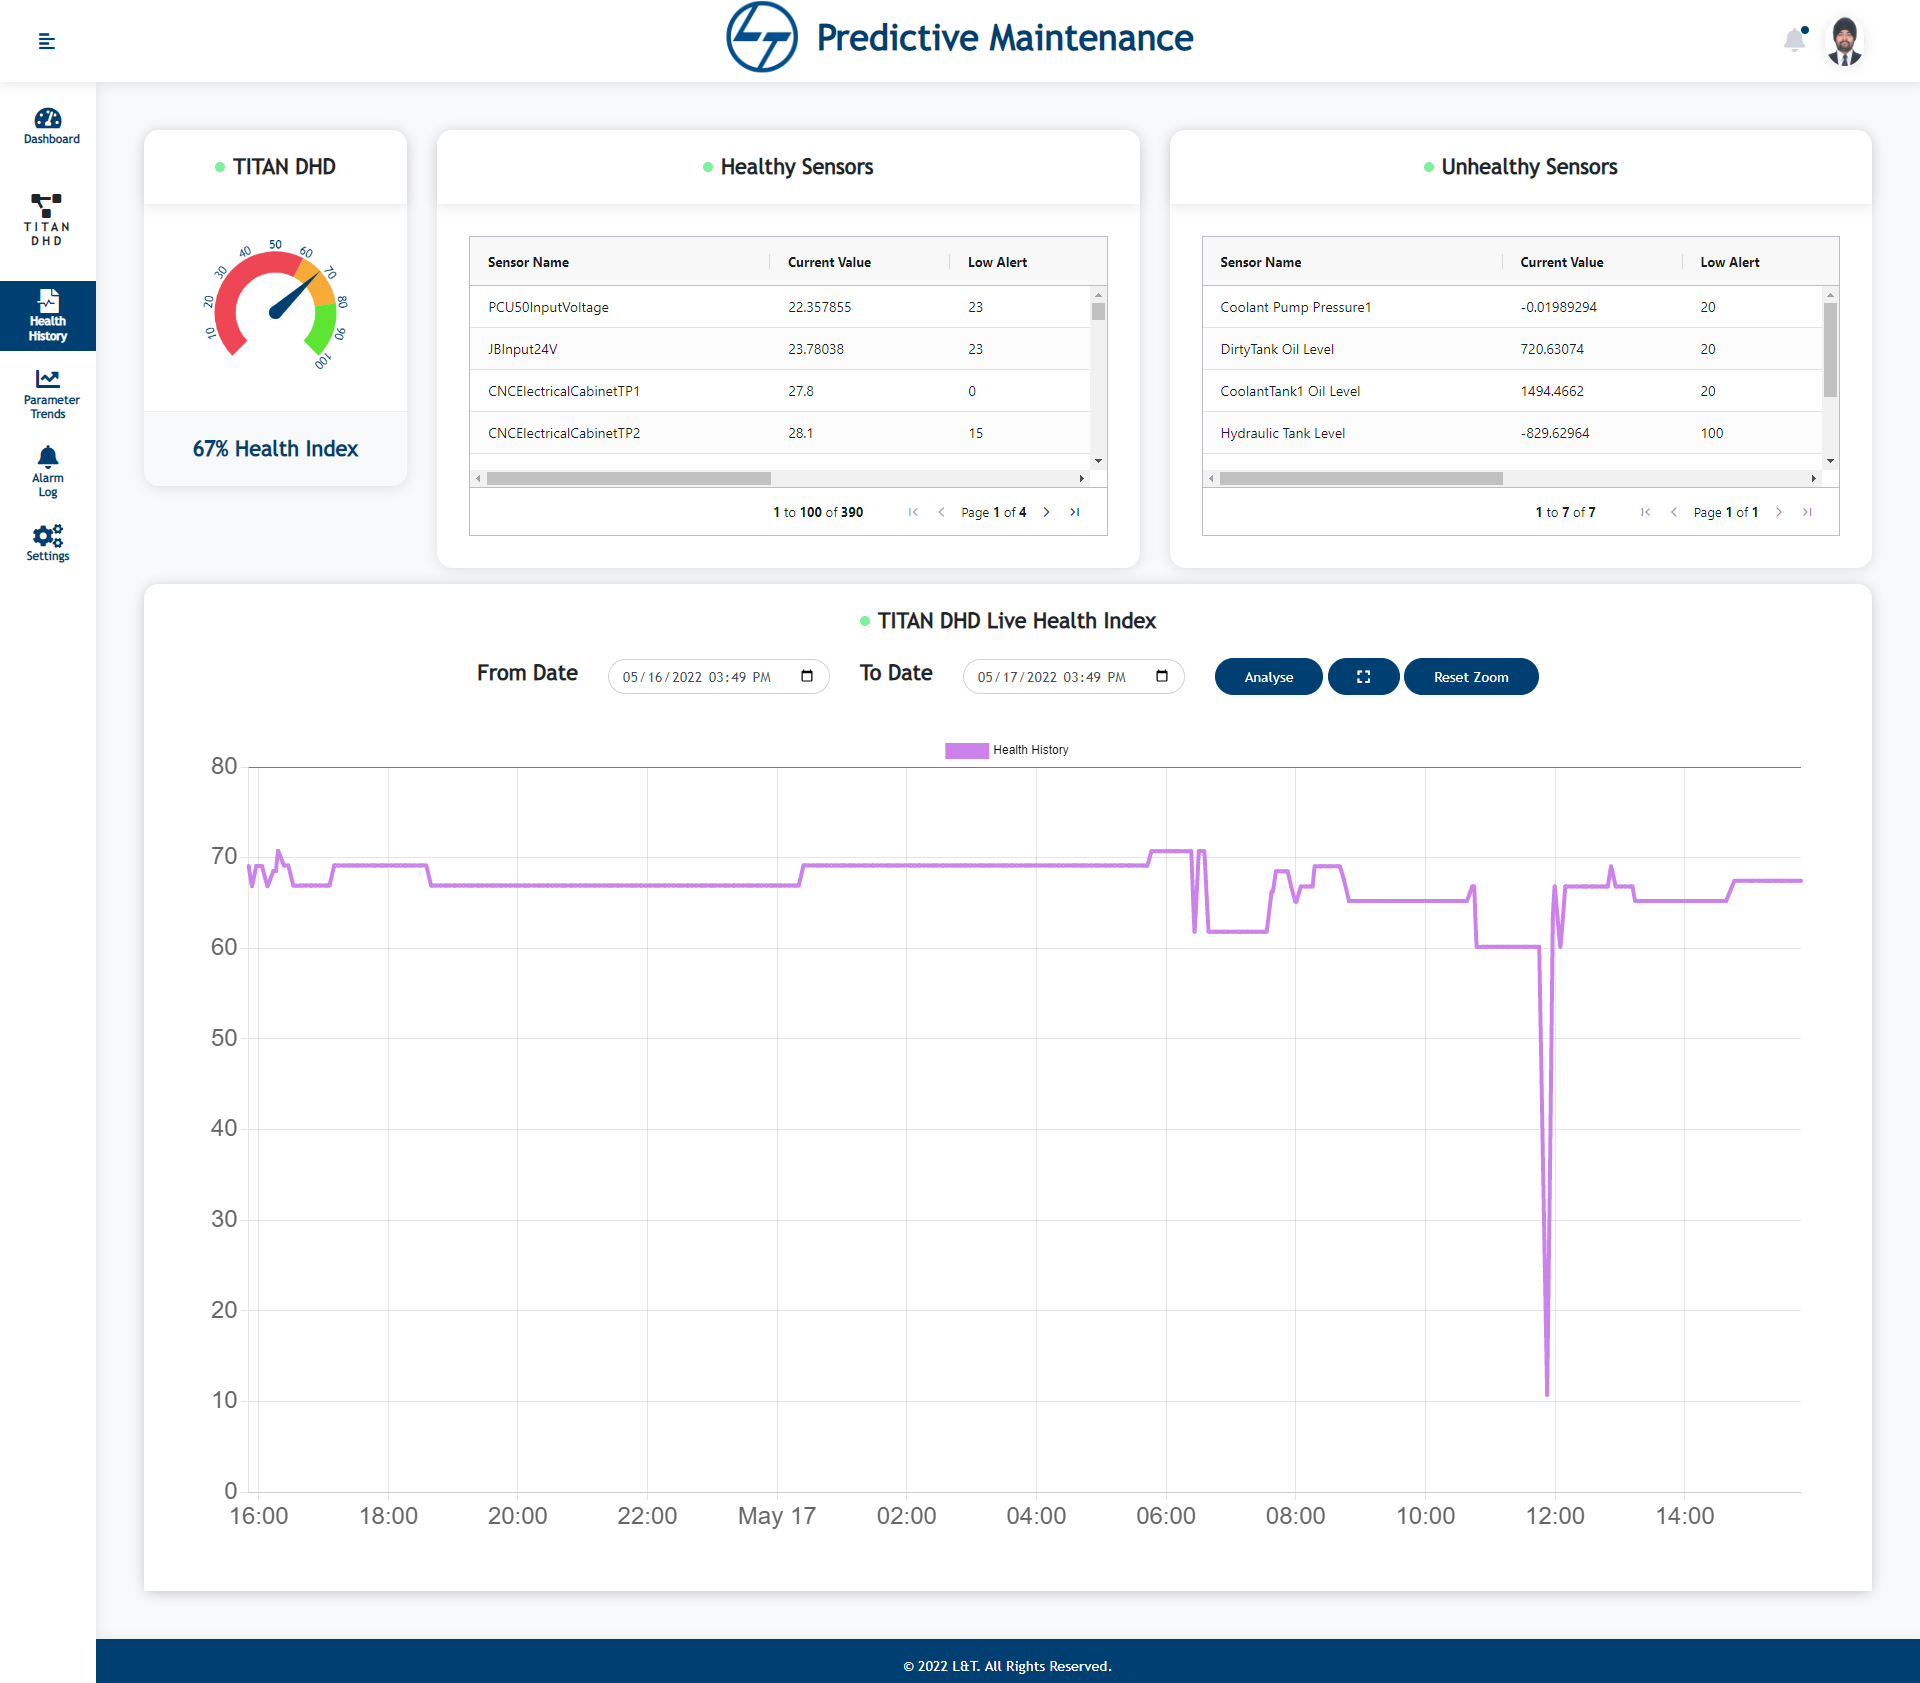 LT Predictive Maintenance
Dashboard
TITAN
DHD
Health
History
Parameter
Trends
Alarm
Log
Settings
TITAN DHD
10
20
30
40
50
60
70
80
90
100
67% Health Index
Healthy Sensors
Sensor Name Current Value Low Alert
PCU50InputVoltage 22.357855 23
JBInput24V 23.78038 23
CNCElectricalCabinetTP1 27.8 0
CNCElectricalCabinetTP2 28.1 15
1 to 100 of 390 Page 1 of 4
Unhealthy Sensors
Sensor Name Current Value Low Alert
Coolant Pump Pressure1 -0.01989294 20
DirtyTank Oil Level 720.63074 20
CoolantTank1 Oil Level 1494.4662 20
Hydraulic Tank Level -829.62964 100
1 to 7 of 7 Page 1 of 1
TITAN DHD Live Health Index
From Date 05/16/2022 03:49 PM To Date 05/17/2022 03:49 PM Analyse Reset Zoom
Health History
80
70
60
50
40
30
20
10
0
16:00 18:00 20:00 22:00 May 17 02:00 04:00 06:00 08:00 10:00 12:00 14:00
© 2022 L&T. All Rights Reserved.